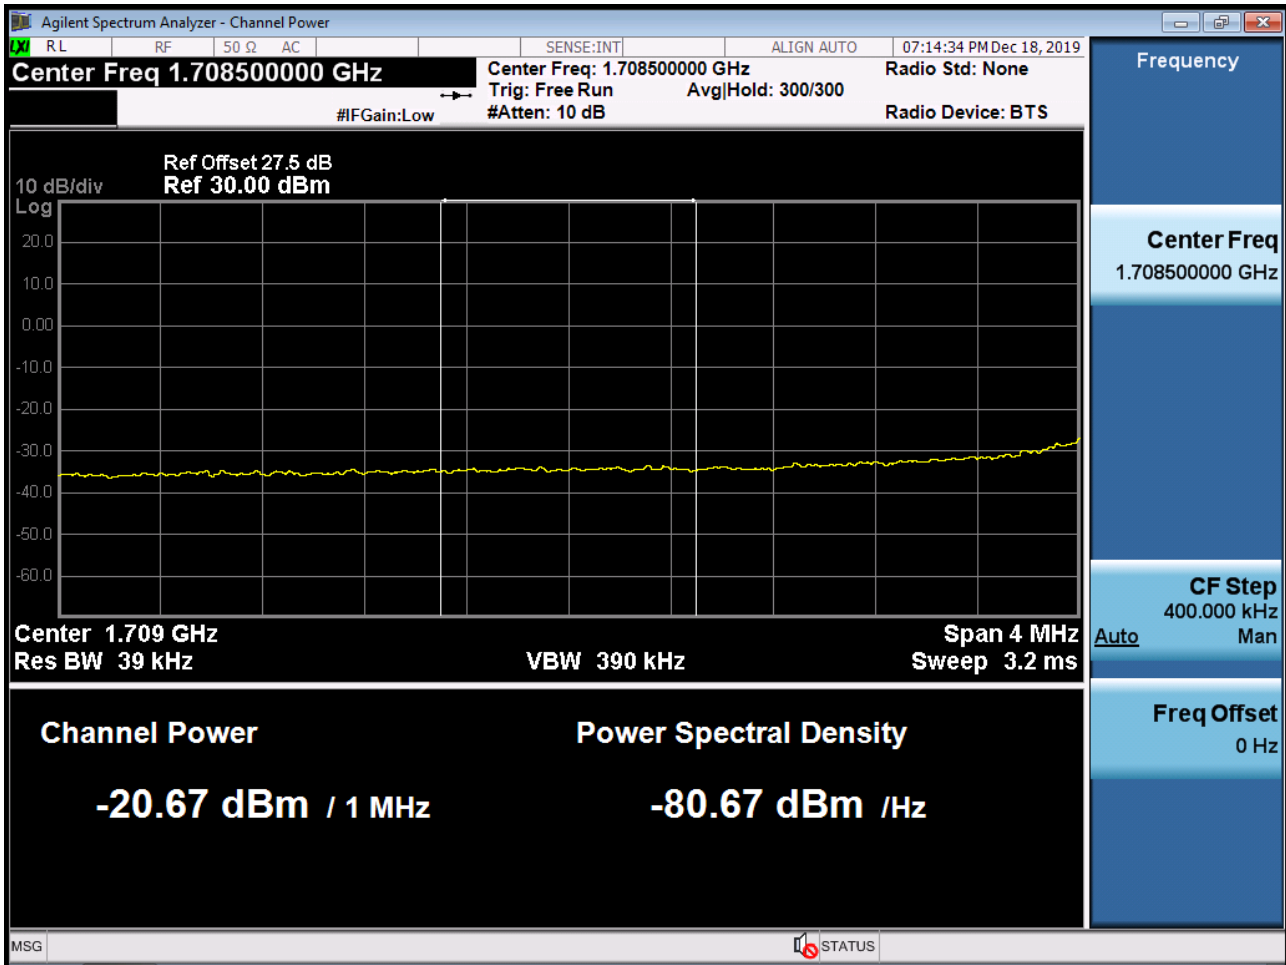 Agilent Spectrum Analyzer - Channel Power
LXI RL RF 50 Ω AC SENSE:INT ALIGN AUTO 07:14:34 PM Dec 18, 2019
Center Freq 1.708500000 GHz
Center Freq: 1.708500000 GHz
Radio Std: None
Trig: Free Run Avg|Hold: 300/300
#IFGain:Low
#Atten: 10 dB
Radio Device: BTS
Ref Offset 27.5 dB
10 dB/div Ref 30.00 dBm
Log
20.0
10.0
0.00
-10.0
-20.0
-30.0
-40.0
-50.0
-60.0
Center 1.709 GHz Span 4 MHz
Res BW 39 kHz VBW 390 kHz Sweep 3.2 ms
Channel Power Power Spectral Density
-20.67 dBm / 1 MHz -80.67 dBm /Hz
Frequency
Center Freq
1.708500000 GHz
CF Step
400.000 kHz
Auto Man
Freq Offset
0 Hz
MSG STATUS